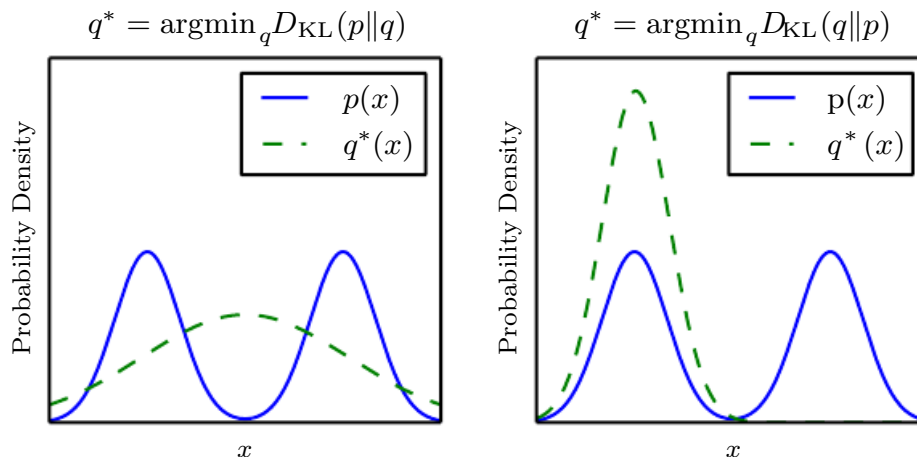 q* = argmin_q D_KL(p‖q)
p(x)
q*(x)
Probability Density
x
q* = argmin_q D_KL(q‖p)
p(x)
q*(x)
Probability Density
x